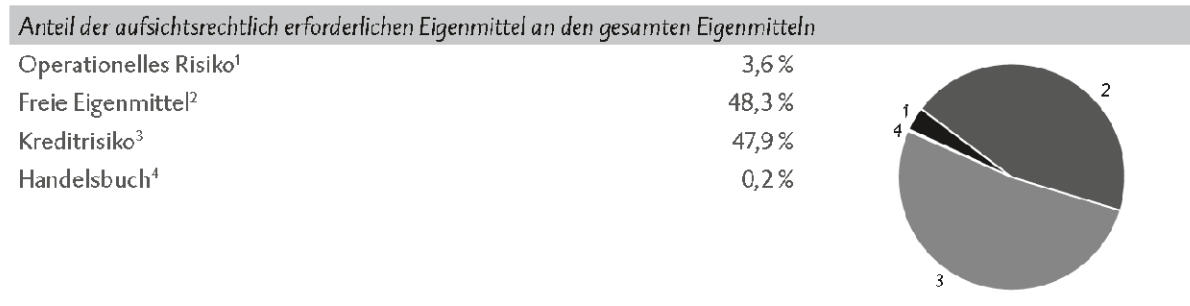 Anteil der aufsichtsrechtlich erforderlichen Eigenmittel an den gesamten Eigenmitteln
Operationelles Risiko¹ 3,6 %
Freie Eigenmittel² 48,3 %
Kreditrisiko³ 47,9 %
Handelsbuch⁴ 0,2 %
2
1
4
3